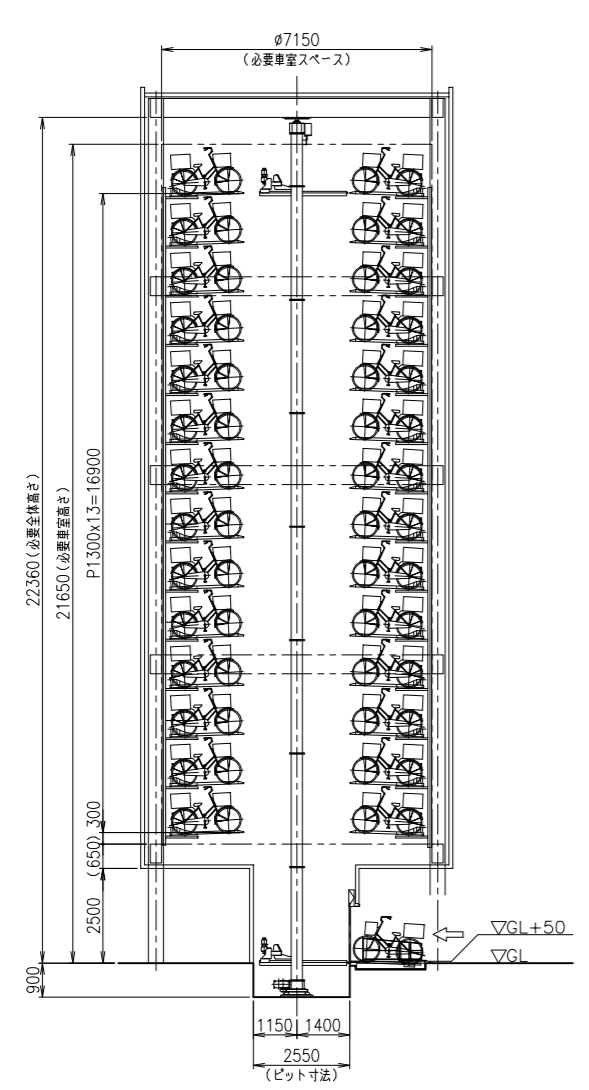 ø7150
(必要車室スペース)
22360(必要全体高さ)
21650(必要車室高さ)
P1300x13=16900
300
(650)
2500
900
▽GL+50
▽GL
1150 1400
2550
(ピット寸法)